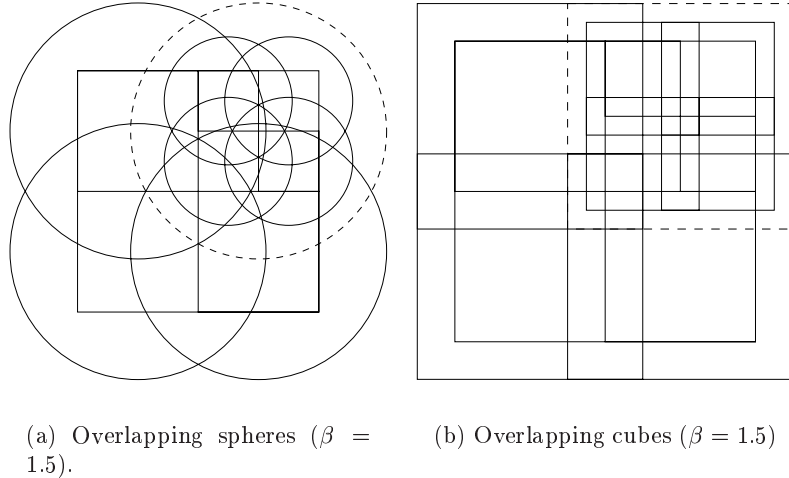 (a) Overlapping spheres (β =
1.5).
(b) Overlapping cubes (β = 1.5)